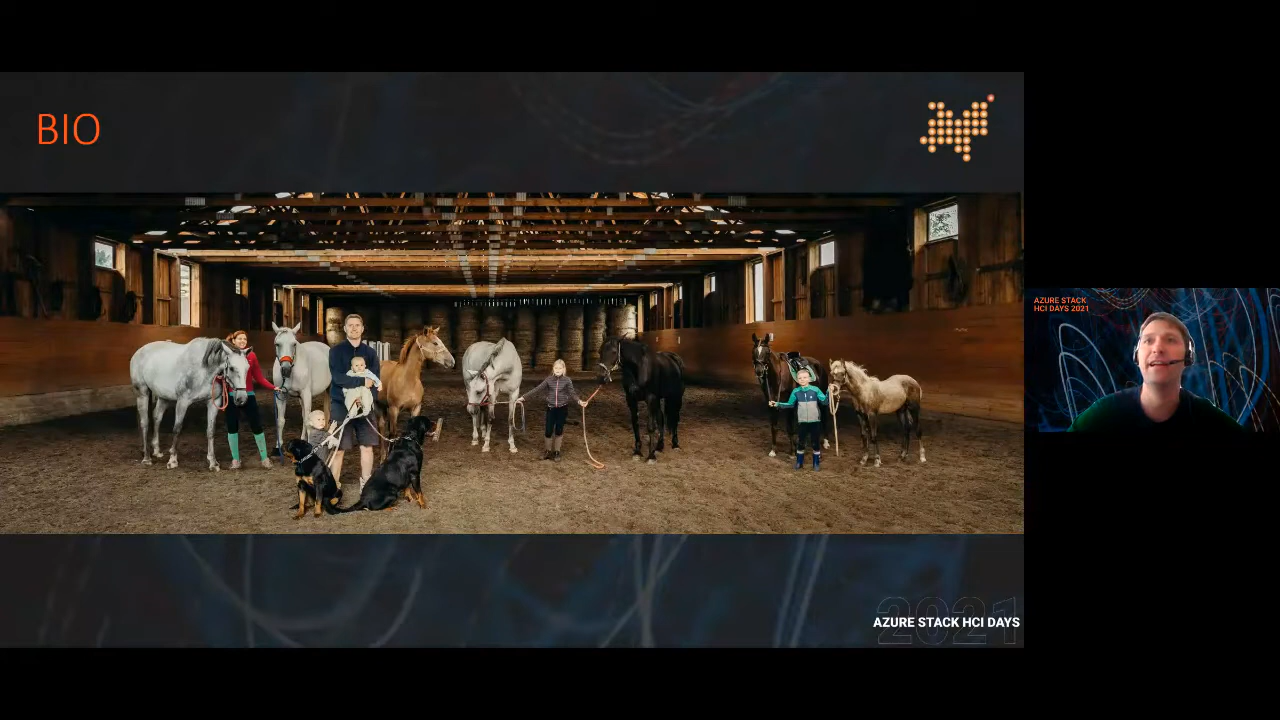 BIO
AZURE STACK
HCI DAYS 2021
2021
AZURE STACK HCI DAYS